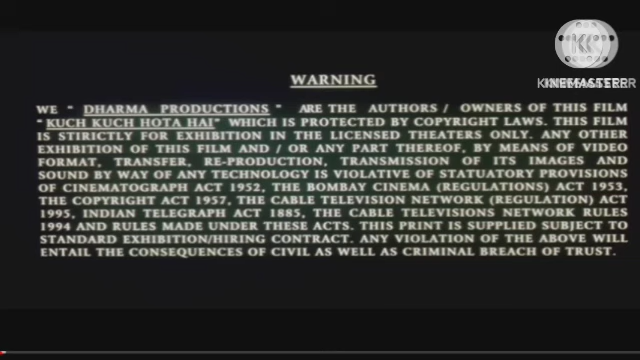 WARNING
WE " DHARMA PRODUCTIONS " ARE THE AUTHORS / OWNERS OF THIS FILM
"KUCH KUCH HOTA HAI" WHICH IS PROTECTED BY COPYRIGHT LAWS. THIS FILM
IS STIRICTLY FOR EXHIBITION IN THE LICENSED THEATERS ONLY. ANY OTHER
EXHIBITION OF THIS FILM AND / OR ANY PART THEREOF, BY MEANS OF VIDEO
FORMAT, TRANSFER, RE-PRODUCTION, TRANSMISSION OF ITS IMAGES AND
SOUND BY WAY OF ANY TECHNOLOGY IS VIOLATIVE OF STATUATORY PROVISIONS
OF CINEMATOGRAPH ACT 1952, THE BOMBAY CINEMA (REGULATIONS) ACT 1953,
THE COPYRIGHT ACT 1957, THE CABLE TELEVISION NETWORK (REGULATION) ACT
1995, INDIAN TELEGRAPH ACT 1885, THE CABLE TELEVISIONS NETWORK RULES
1994 AND RULES MADE UNDER THESE ACTS. THIS PRINT IS SUPPLIED SUBJECT TO
STANDARD EXHIBITION/HIRING CONTRACT. ANY VIOLATION OF THE ABOVE WILL
ENTAIL THE CONSEQUENCES OF CIVIL AS WELL AS CRIMINAL BREACH OF TRUST.